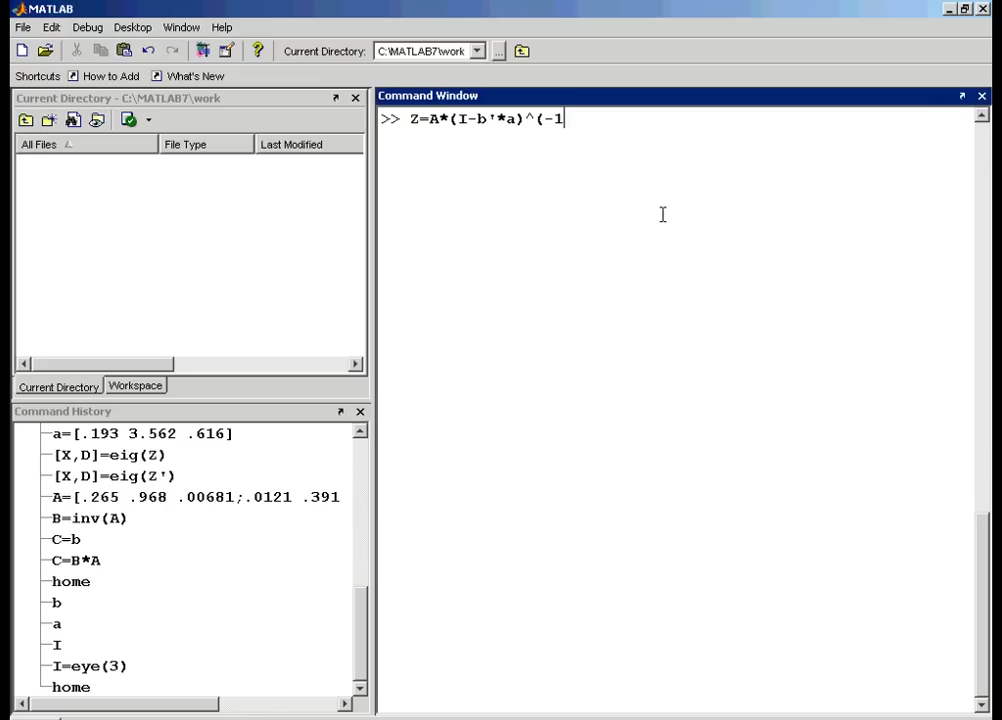 MATLAB
File Edit Debug Desktop Window Help
Current Directory: C:\MATLAB7\work ...
Shortcuts How to Add What's New
Current Directory - C:\MATLAB7\work
All Files File Type Last Modified
Current Directory Workspace
Command History
a=[.193 3.562 .616]
[X,D]=eig(Z)
[X,D]=eig(Z')
A=[.265 .968 .00681;.0121 .391
B=inv(A)
C=b
C=B*A
home
b
a
I
I=eye(3)
home
Command Window
>> Z=A*(I-b'*a)^(-1